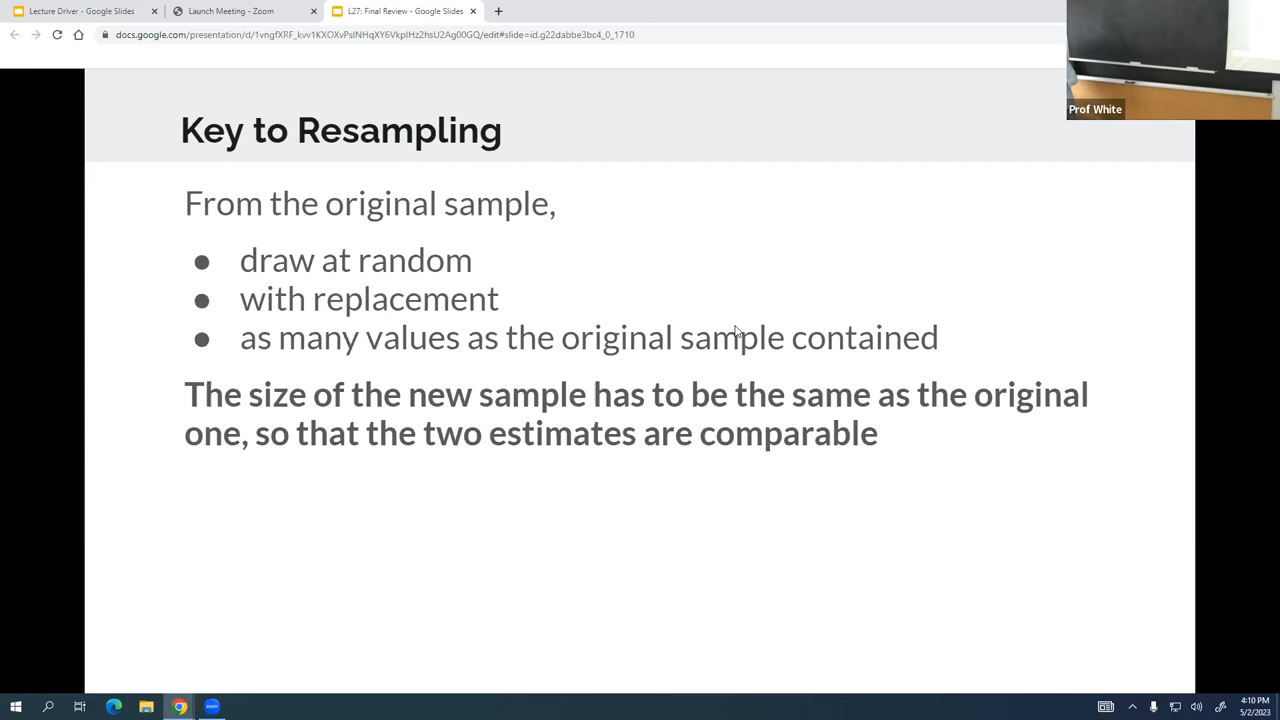 Lecture Driver - Google Slides
Launch Meeting - Zoom
L27: Final Review - Google Slides
docs.google.com/presentation/d/1vngfXRF_kvv1KXOXvPslNHqXY6VkpIHz2hsU2Ag00GQ/edit#slide=id.g22dabbe3bc4_0_1710
Prof White
Key to Resampling
From the original sample,
● draw at random
● with replacement
● as many values as the original sample contained
The size of the new sample has to be the same as the original
one, so that the two estimates are comparable
zoom
4:10 PM
5/2/2023